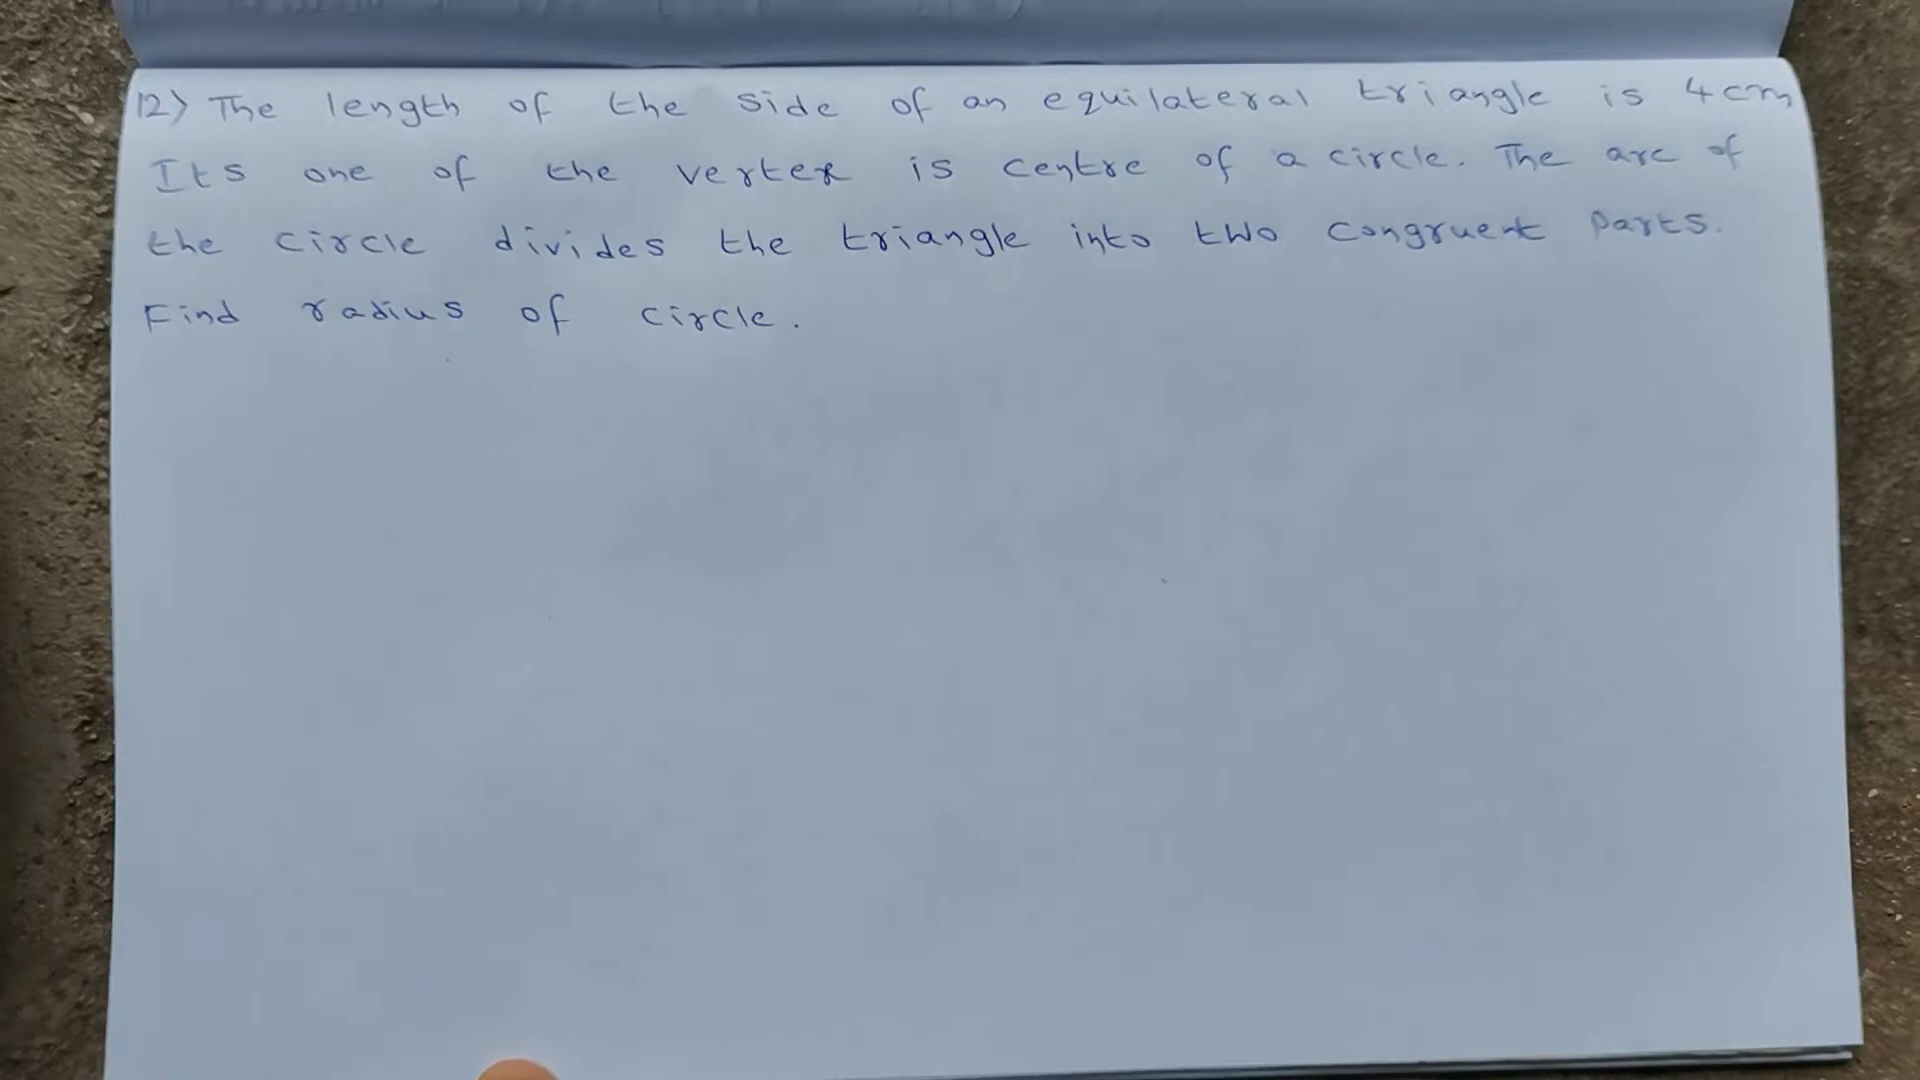 12) The length of the side of an equilateral triangle is 4cm
Its one of the vertex is centre of a circle. The arc of
the circle divides the triangle into two congruent parts.
Find radius of circle.